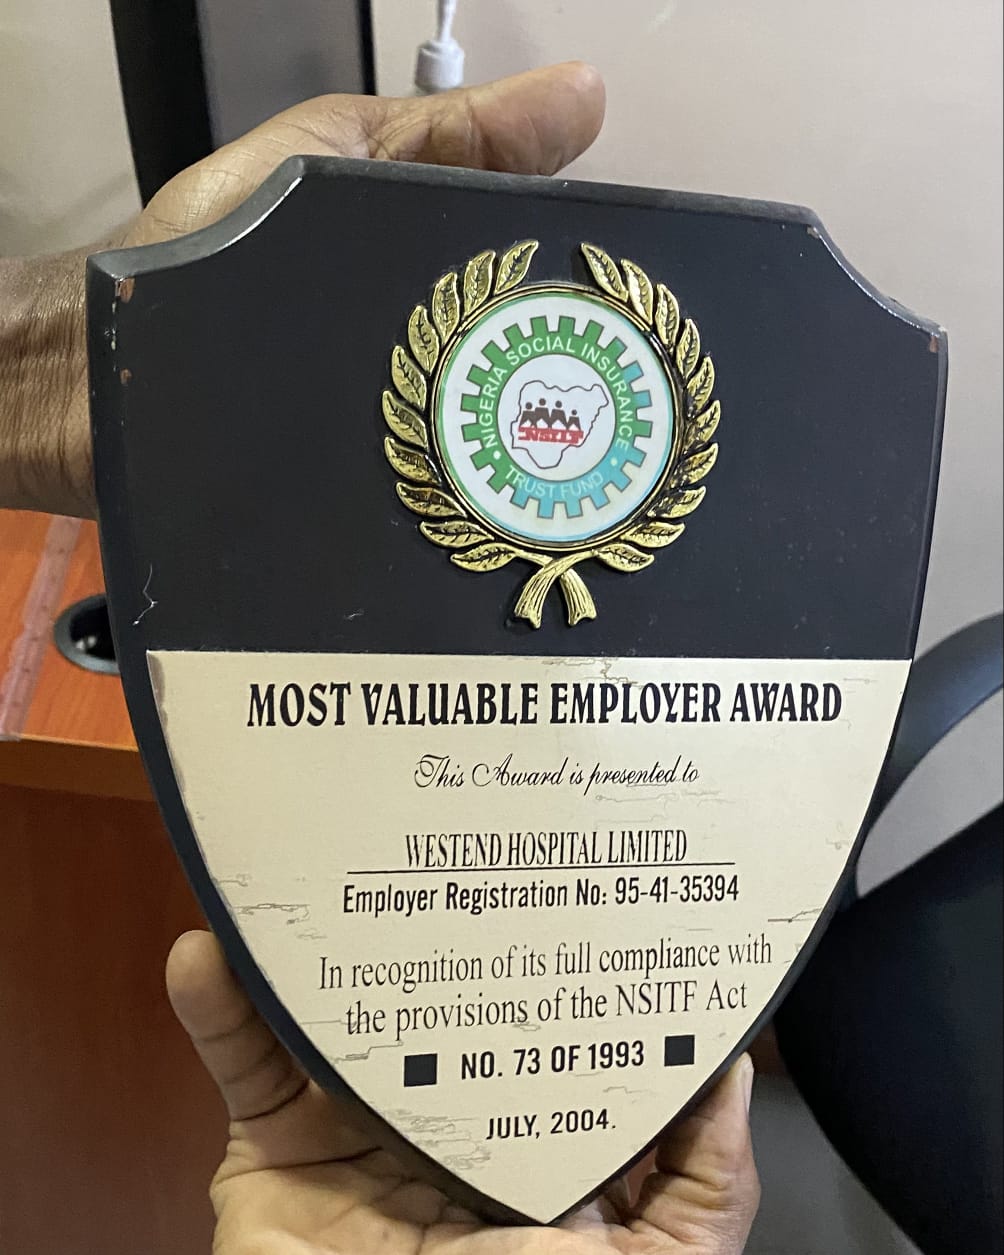 NIGERIA SOCIAL INSURANCE
• TRUST FUND •
NSITF
MOST VALUABLE EMPLOYER AWARD
This Award is presented to
WESTEND HOSPITAL LIMITED
Employer Registration No: 95-41-35394
In recognition of its full compliance with
the provisions of the NSITF Act
NO. 73 OF 1993
JULY, 2004.